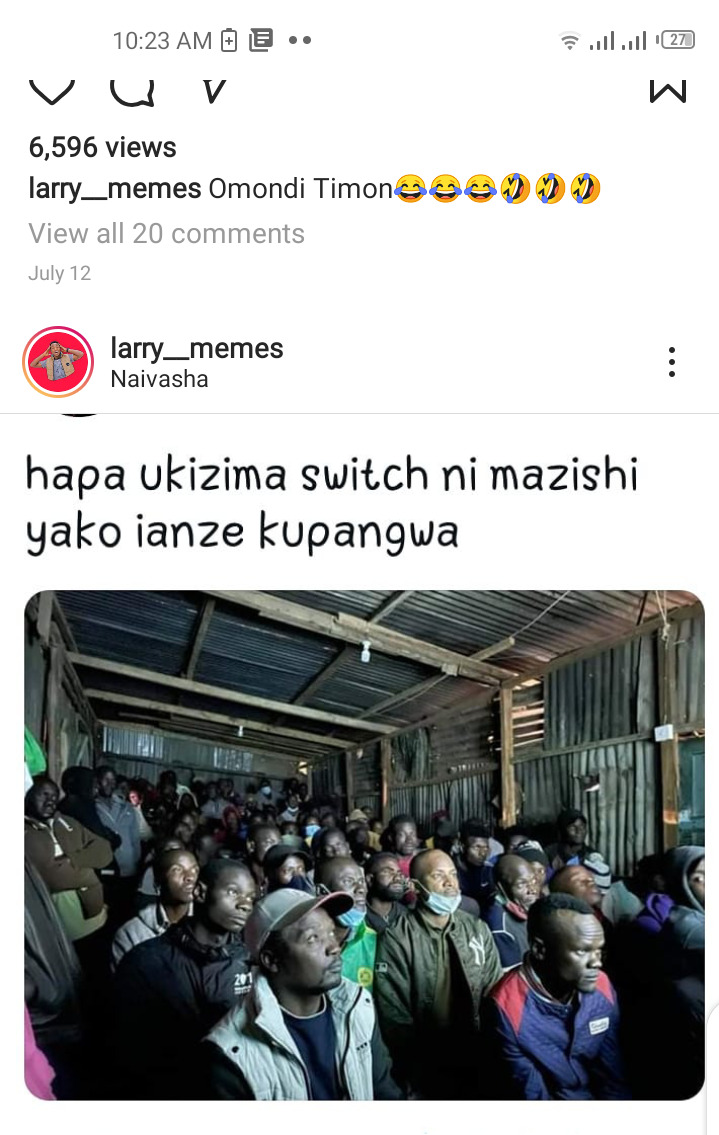 10:23 AM
27
6,596 views
larry__memes Omondi Timon😂😂😂🤣🤣🤣
View all 20 comments
July 12
larry__memes
Naivasha
hapa ukizima switch ni mazishi
yako ianze kupangwa
201
NY